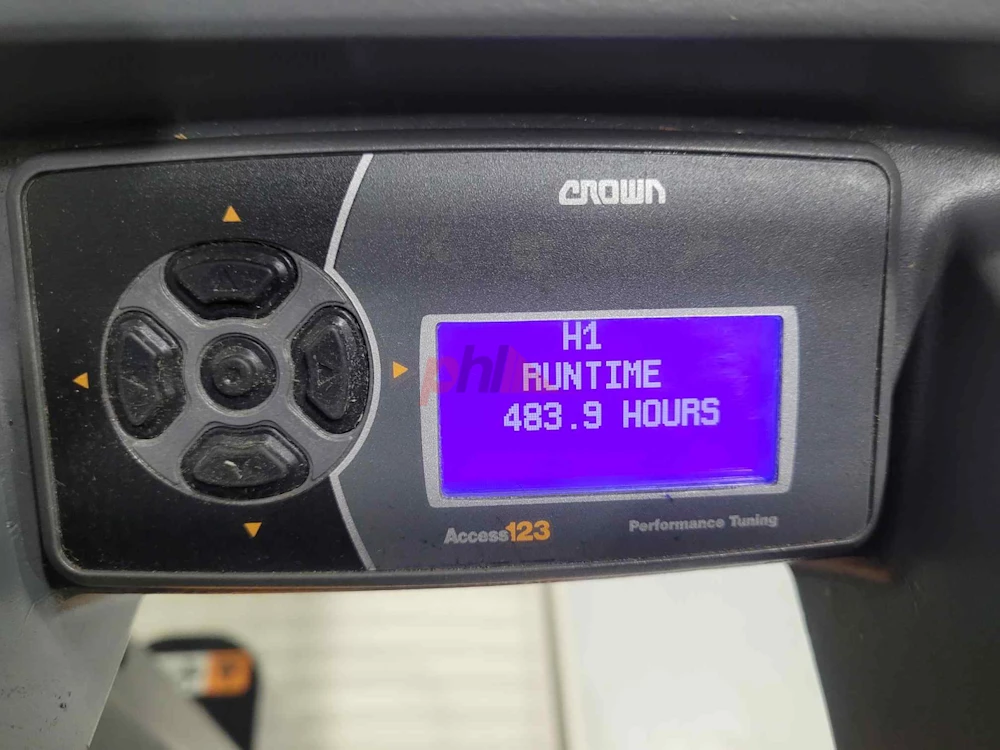 CROWN
H1
RUNTIME
483.9 HOURS
Access123
Performance Tuning